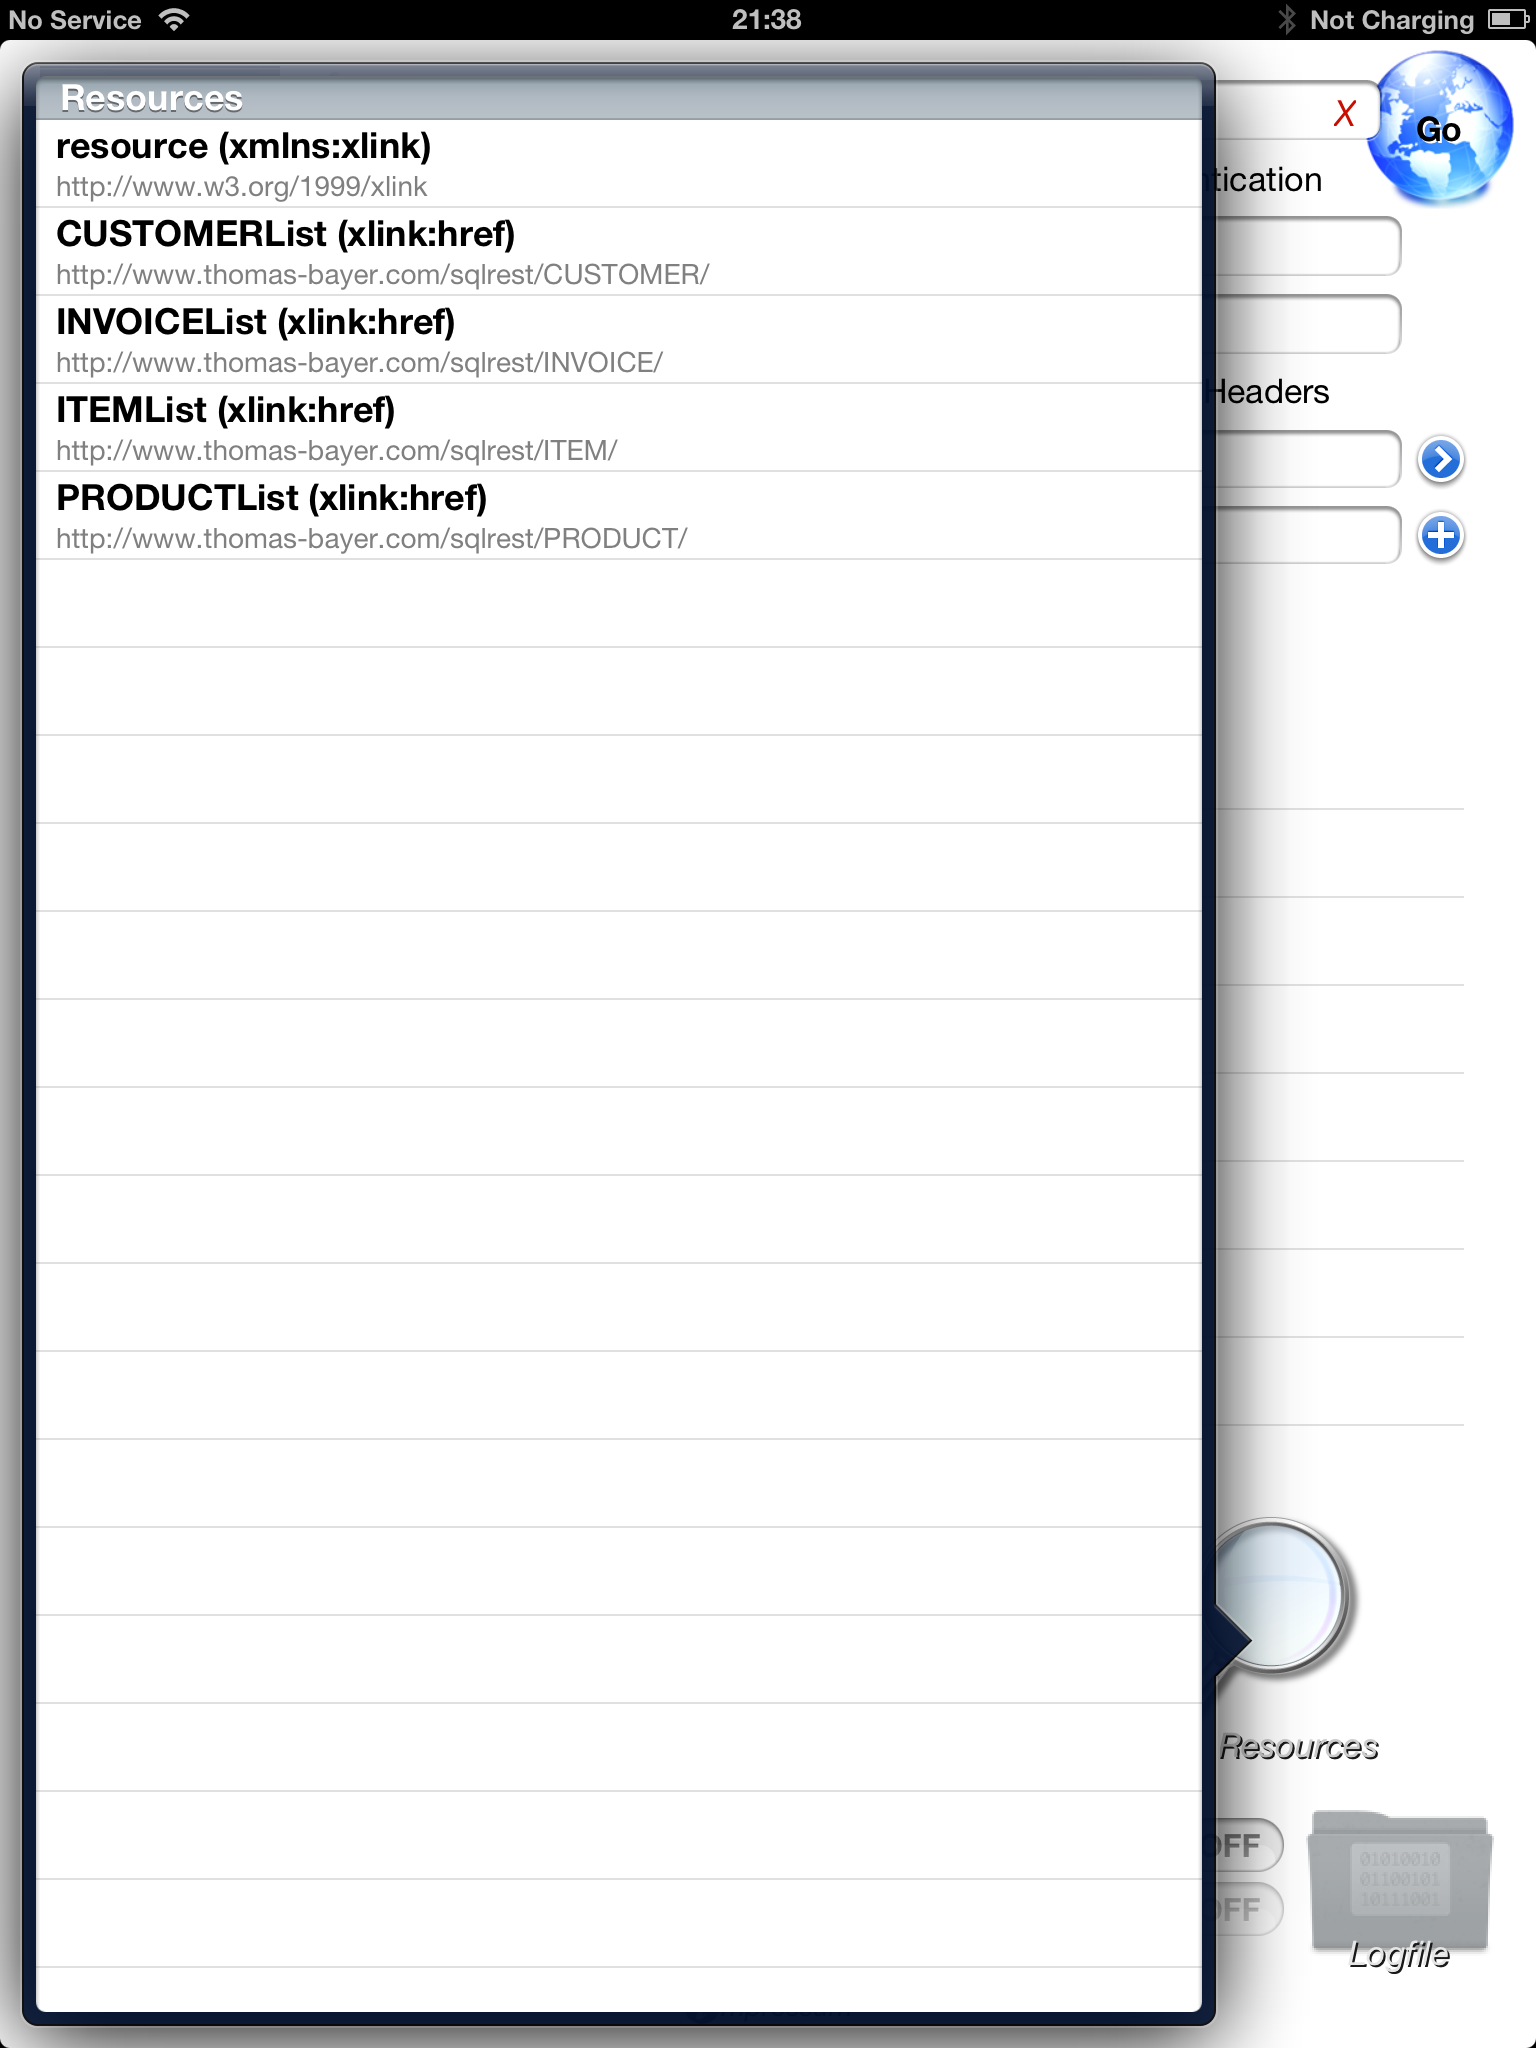 No Service 21:38 Not Charging
Resources
resource (xmlns:xlink)
http://www.w3.org/1999/xlink
CUSTOMERList (xlink:href)
http://www.thomas-bayer.com/sqlrest/CUSTOMER/
INVOICEList (xlink:href)
http://www.thomas-bayer.com/sqlrest/INVOICE/
ITEMList (xlink:href)
http://www.thomas-bayer.com/sqlrest/ITEM/
PRODUCTList (xlink:href)
http://www.thomas-bayer.com/sqlrest/PRODUCT/
X
Go
tication
Headers
Resources
OFF
OFF
01010010
01100101
10111001
Logfile